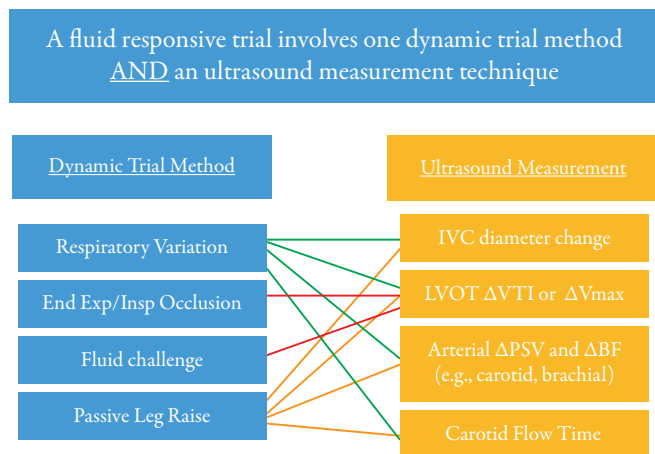 A fluid responsive trial involves one dynamic trial method
AND an ultrasound measurement technique
Dynamic Trial Method
Respiratory Variation
End Exp/Insp Occlusion
Fluid challenge
Passive Leg Raise
Ultrasound Measurement
IVC diameter change
LVOT ΔVTI or ΔVmax
Arterial ΔPSV and ΔBF
(e.g., carotid, brachial)
Carotid Flow Time